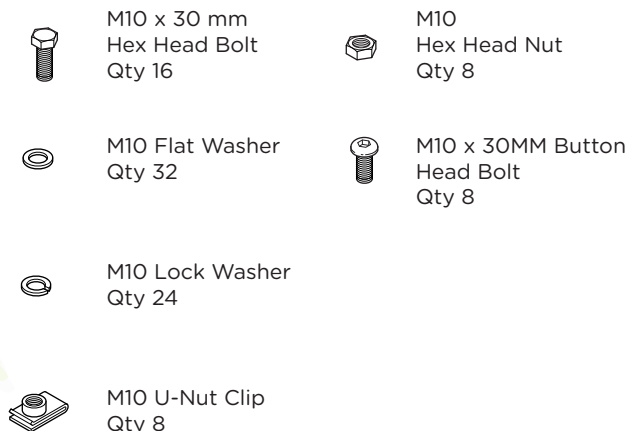 M10 x 30 mm
Hex Head Bolt
Qty 16
M10
Hex Head Nut
Qty 8
M10 Flat Washer
Qty 32
M10 x 30MM Button
Head Bolt
Qty 8
M10 Lock Washer
Qty 24
M10 U-Nut Clip
Qty 8